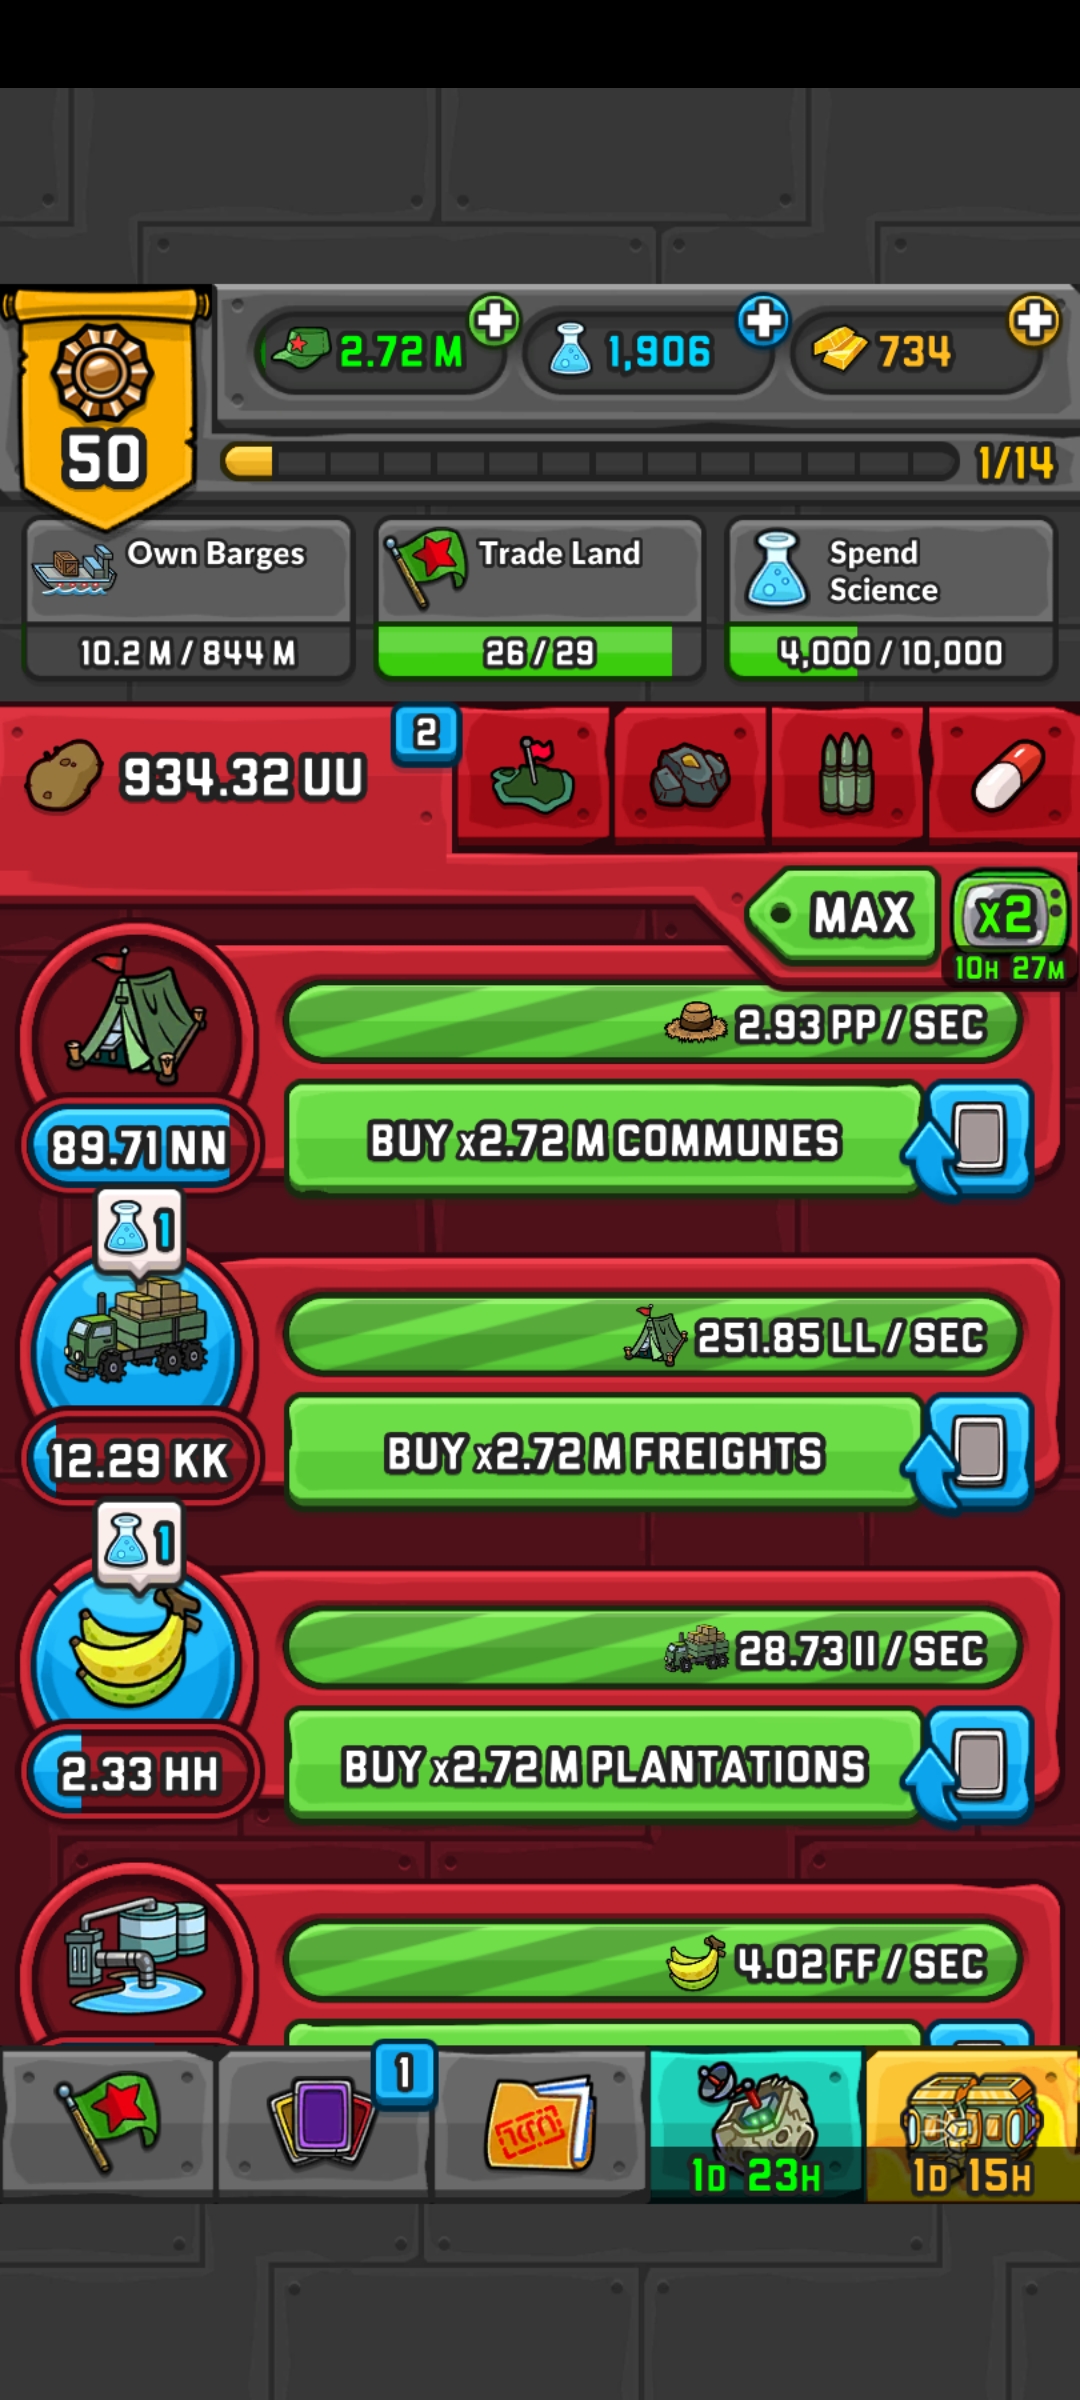 2.72 M
1,906
734
50
1/14
Own Barges
10.2 M / 844 M
Trade Land
26 / 29
Spend
Science
4,000 / 10,000
934.32 UU
2
MAX
x2
10H 27M
2.93 PP / SEC
BUY x2.72 M COMMUNES
89.71 NN
1
251.85 LL / SEC
BUY x2.72 M FREIGHTS
12.29 KK
1
28.73 II / SEC
BUY x2.72 M PLANTATIONS
2.33 HH
4.02 FF / SEC
1
1D 23H
1D 15H